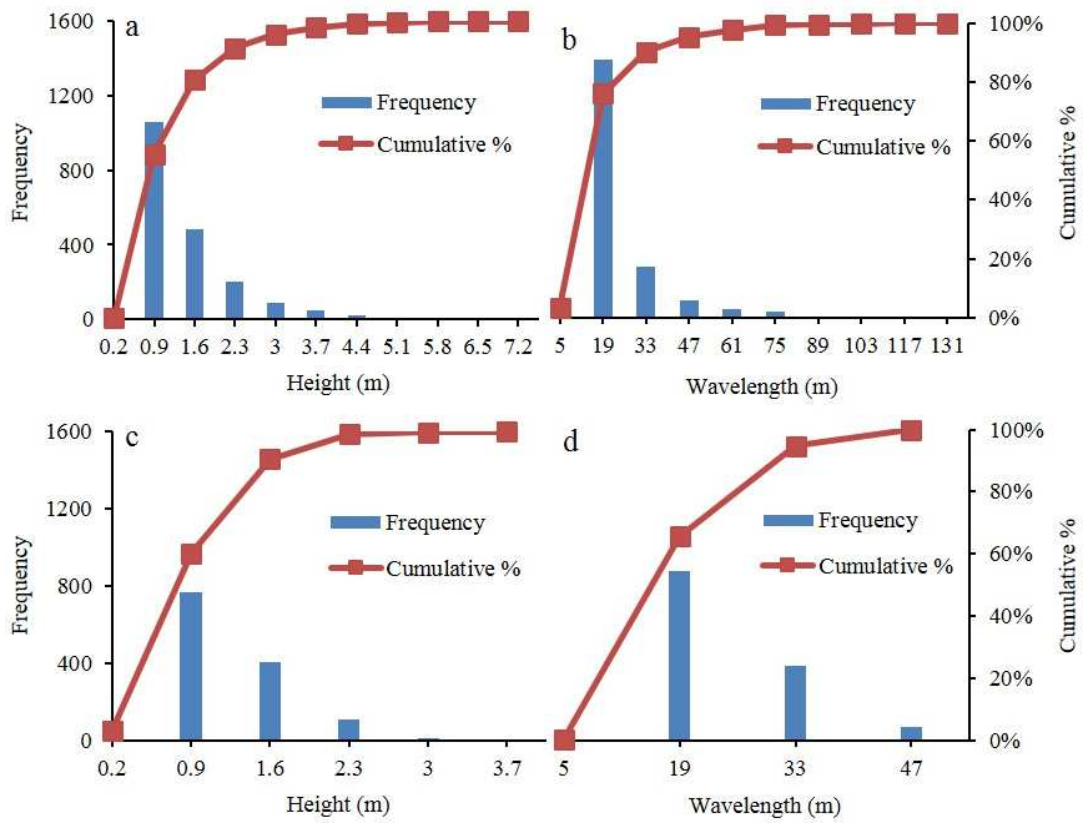 a
1600
1200
800
400
0
Frequency
Frequency
Cumulative %
0.2 0.9 1.6 2.3 3 3.7 4.4 5.1 5.8 6.5 7.2
Height (m)
b
100%
80%
60%
40%
20%
0%
Cumulative %
Frequency
Cumulative %
5 19 33 47 61 75 89 103 117 131
Wavelength (m)
c
1600
1200
800
400
0
Frequency
Frequency
Cumulative %
0.2 0.9 1.6 2.3 3 3.7
Height (m)
d
100%
80%
60%
40%
20%
0%
Cumulative %
Frequency
Cumulative %
5 19 33 47
Wavelength (m)